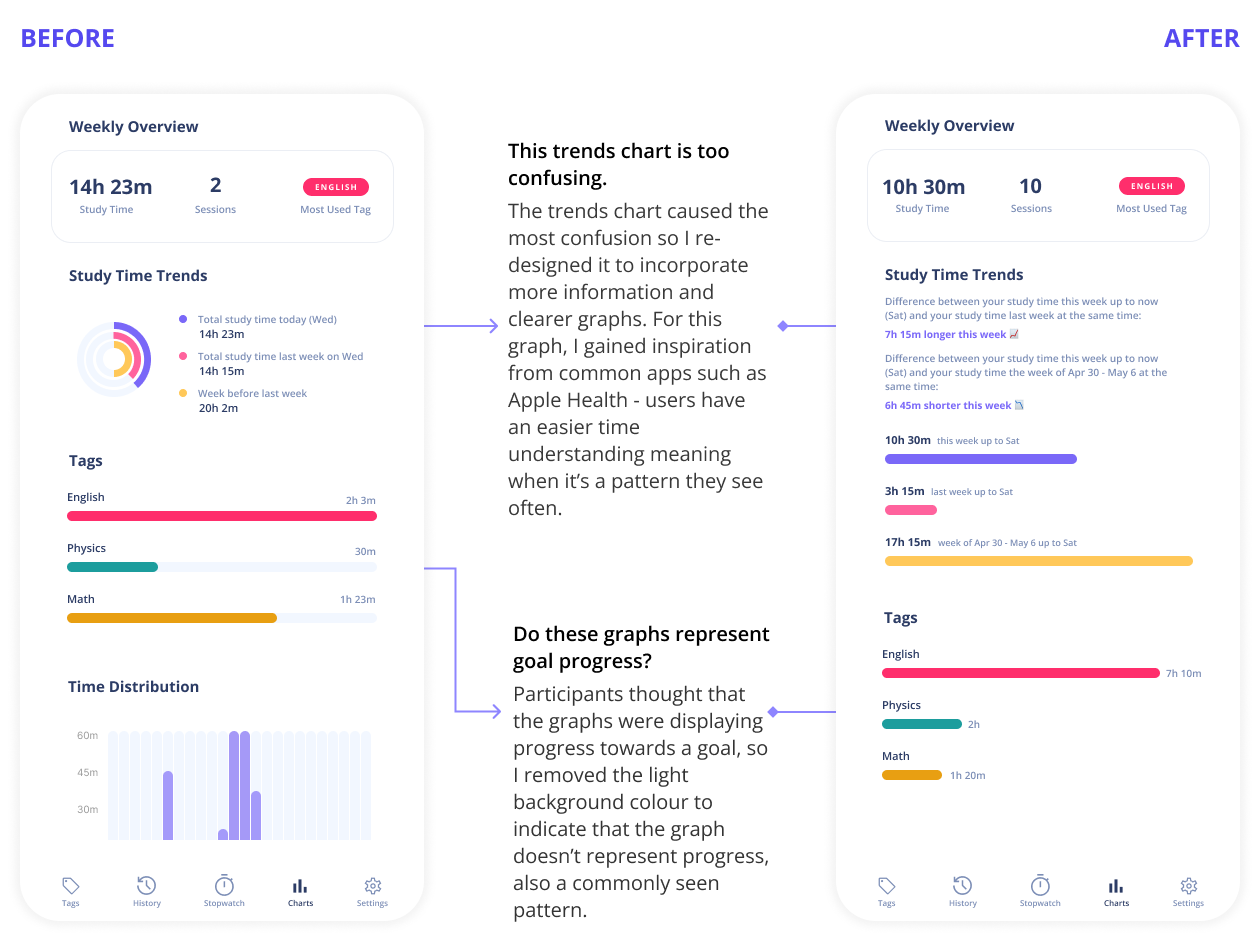 BEFORE
AFTER
Weekly Overview
14h 23m
Study Time
2
Sessions
ENGLISH
Most Used Tag
Study Time Trends
Total study time today (Wed)
14h 23m
Total study time last week on Wed
14h 15m
Week before last week
20h 2m
Tags
English
2h 3m
Physics
30m
Math
1h 23m
Time Distribution
60m
45m
30m
Tags
History
Stopwatch
Charts
Settings
This trends chart is too
confusing.
The trends chart caused the
most confusion so I re-
designed it to incorporate
more information and
clearer graphs. For this
graph, I gained inspiration
from common apps such as
Apple Health - users have
an easier time
understanding meaning
when it's a pattern they see
often.
Do these graphs represent
goal progress?
Participants thought that
the graphs were displaying
progress towards a goal, so
I removed the light
background colour to
indicate that the graph
doesn't represent progress,
also a commonly seen
pattern.
Weekly Overview
10h 30m
Study Time
10
Sessions
ENGLISH
Most Used Tag
Study Time Trends
Difference between your study time this week up to now
(Sat) and your study time last week at the same time:
7h 15m longer this week 📈
Difference between your study time this week up to now
(Sat) and your study time the week of Apr 30 - May 6 at the
same time:
6h 45m shorter this week 📉
10h 30m this week up to Sat
3h 15m last week up to Sat
17h 15m week of Apr 30 - May 6 up to Sat
Tags
English
7h 10m
Physics
2h
Math
1h 20m
Tags
History
Stopwatch
Charts
Settings